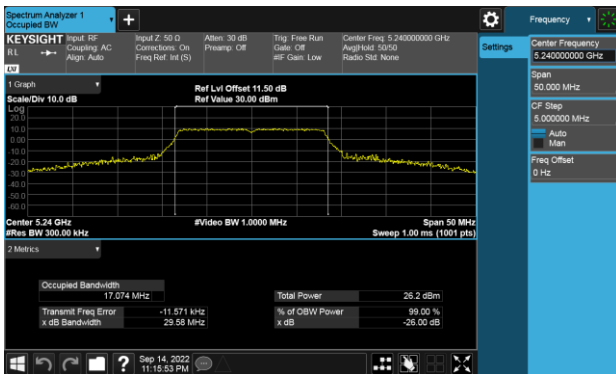 Spectrum Analyzer 1
Occupied BW
Frequency
KEYSIGHT
Input: RF
Coupling: AC
Align: Auto
Input Z: 50 Ω
Corrections: On
Freq Ref: Int (S)
Atten: 30 dB
Preamp: Off
Trig: Free Run
Gate: Off
#IF Gain: Low
Center Freq: 5.240000000 GHz
Avg|Hold: 50/50
Radio Std: None
RL
LXI
Settings
Center Frequency
5.240000000 GHz
Span
50.000 MHz
CF Step
5.000000 MHz
Auto
Man
Freq Offset
0 Hz
1 Graph
Scale/Div 10.0 dB
Ref Lvl Offset 11.50 dB
Ref Value 30.00 dBm
Log
20.0
10.0
0.00
-10.0
-20.0
-30.0
-40.0
-50.0
-60.0
Center 5.24 GHz
#Res BW 300.00 kHz
#Video BW 1.0000 MHz
Span 50 MHz
Sweep 1.00 ms (1001 pts)
2 Metrics
Occupied Bandwidth
17.074 MHz
Total Power 26.2 dBm
Transmit Freq Error -11.571 kHz
% of OBW Power 99.00 %
x dB Bandwidth 29.58 MHz
x dB -26.00 dB
Sep 14, 2022
11:15:53 PM